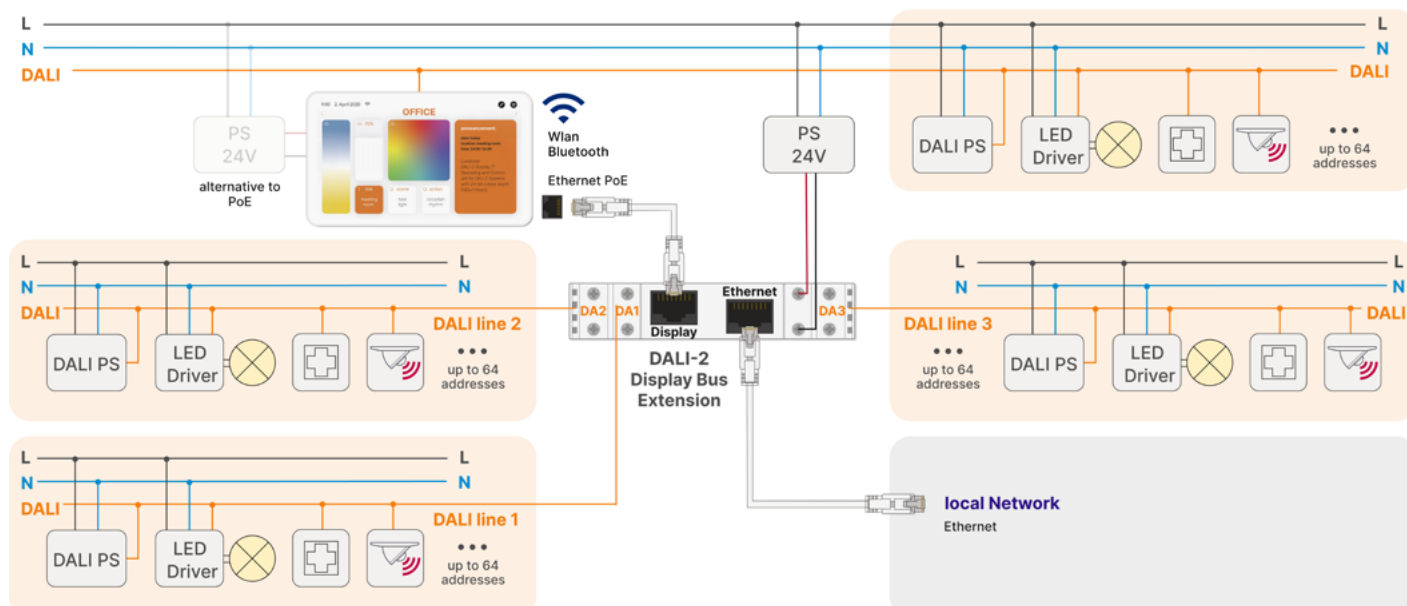 L
N
DALI
L
N
DALI
PS
24V
alternative to
PoE
OFFICE
announcement
Wlan
Bluetooth
Ethernet PoE
PS
24V
DALI PS
LED
Driver
•••
up to 64
addresses
L
N
DALI
L
N
DALI line 2
DALI PS
LED
Driver
•••
up to 64
addresses
DA2
DA1
Display
Ethernet
DA3
DALI-2
Display Bus
Extension
L
N
DALI line 3
L
N
DALI
•••
up to 64
addresses
DALI PS
LED
Driver
L
N
DALI
L
N
DALI line 1
DALI PS
LED
Driver
•••
up to 64
addresses
local Network
Ethernet